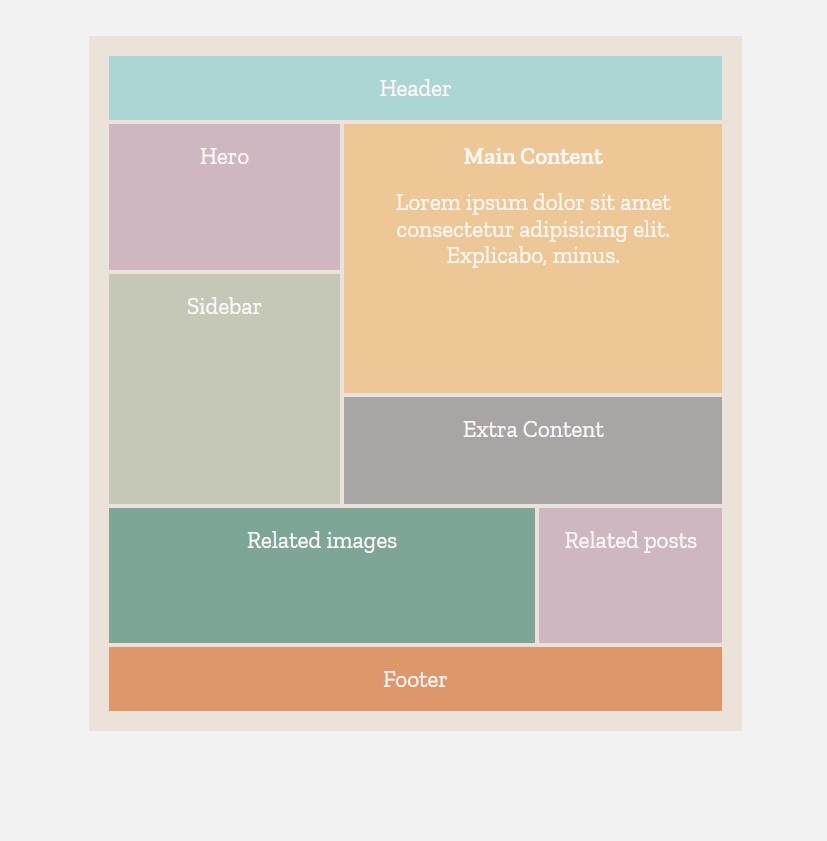 Header
Hero
Main Content
Lorem ipsum dolor sit amet
consectetur adipisicing elit.
Explicabo, minus.
Sidebar
Extra Content
Related images
Related posts
Footer